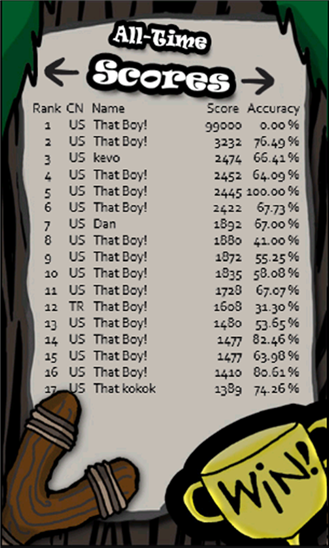 All-Time
Scores
Rank CN Name Score Accuracy
1 US That Boy! 99000 0.00 %
2 US That Boy! 3232 76.49 %
3 US kevo 2474 66.41 %
4 US That Boy! 2452 64.09 %
5 US That Boy! 2445 100.00 %
6 US That Boy! 2422 67.73 %
7 US Dan 1892 67.00 %
8 US That Boy! 1880 41.00 %
9 US That Boy! 1872 55.25 %
10 US That Boy! 1835 58.08 %
11 US That Boy! 1728 67.07 %
12 TR That Boy! 1608 31.30 %
13 US That Boy! 1480 53.65 %
14 US That Boy! 1477 82.46 %
15 US That Boy! 1477 63.98 %
16 US That Boy! 1410 80.61 %
17 US That kokok 1389 74.26 %
WiN!